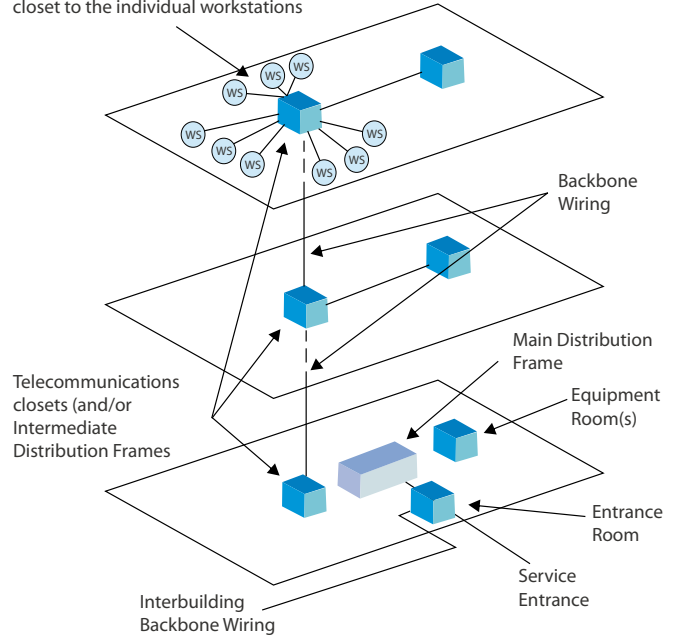 closet to the individual workstations
WS
WS
WS
WS
WS
WS
WS
WS
WS
Backbone
Wiring
Main Distribution
Frame
Telecommunications
closets (and/or
Intermediate
Distribution Frames
Equipment
Room(s)
Entrance
Room
Service
Entrance
Interbuilding
Backbone Wiring